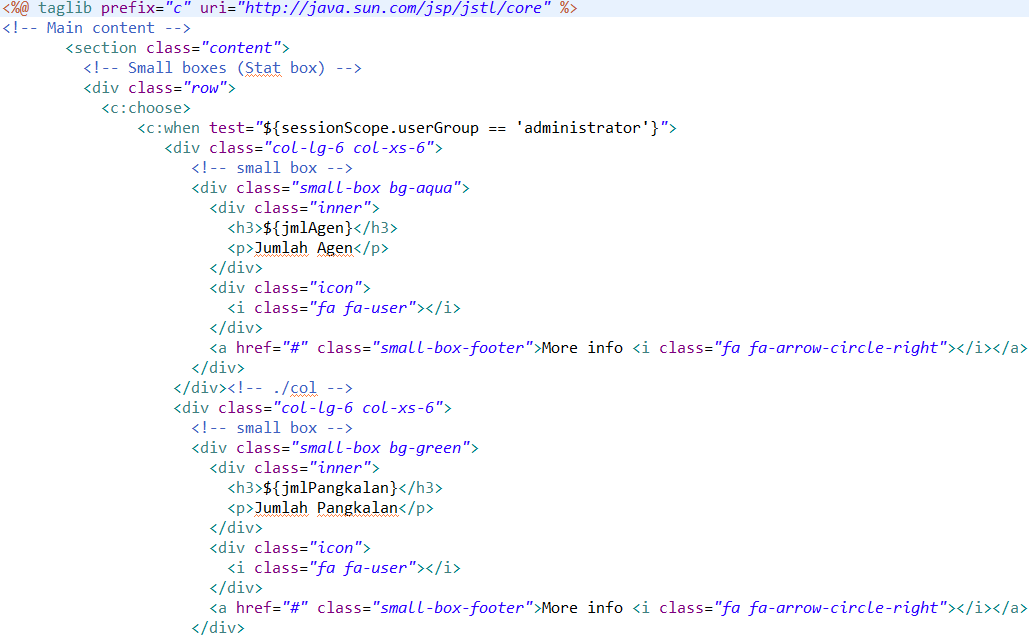 <%@ taglib prefix="c" uri="http://java.sun.com/jsp/jstl/core" %>
<!-- Main content -->
<section class="content">
<!-- Small boxes (Stat box) -->
<div class="row">
<c:choose>
<c:when test="${sessionScope.userGroup == 'administrator'}">
<div class="col-lg-6 col-xs-6">
<!-- small box -->
<div class="small-box bg-aqua">
<div class="inner">
<h3>${jmlAgen}</h3>
<p>Jumlah Agen</p>
</div>
<div class="icon">
<i class="fa fa-user"></i>
</div>
<a href="#" class="small-box-footer">More info <i class="fa fa-arrow-circle-right"></i></a>
</div>
</div><!-- ./col -->
<div class="col-lg-6 col-xs-6">
<!-- small box -->
<div class="small-box bg-green">
<div class="inner">
<h3>${jmlPangkalan}</h3>
<p>Jumlah Pangkalan</p>
</div>
<div class="icon">
<i class="fa fa-user"></i>
</div>
<a href="#" class="small-box-footer">More info <i class="fa fa-arrow-circle-right"></i></a>
</div>